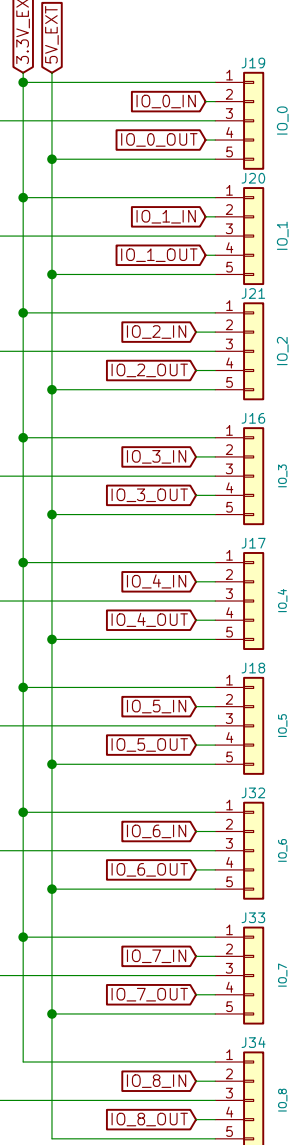 3.3V_EX
5V_EXT
J19
1
IO_0_IN 2
3
IO_0_OUT 4
5
IO_0
J20
1
IO_1_IN 2
3
IO_1_OUT 4
5
IO_1
J21
1
IO_2_IN 2
3
IO_2_OUT 4
5
IO_2
J16
1
IO_3_IN 2
3
IO_3_OUT 4
5
IO_3
J17
1
IO_4_IN 2
3
IO_4_OUT 4
5
IO_4
J18
1
IO_5_IN 2
3
IO_5_OUT 4
5
IO_5
J32
1
IO_6_IN 2
3
IO_6_OUT 4
5
IO_6
J33
1
IO_7_IN 2
3
IO_7_OUT 4
5
IO_7
J34
1
IO_8_IN 2
3
IO_8_OUT 4
5
IO_8